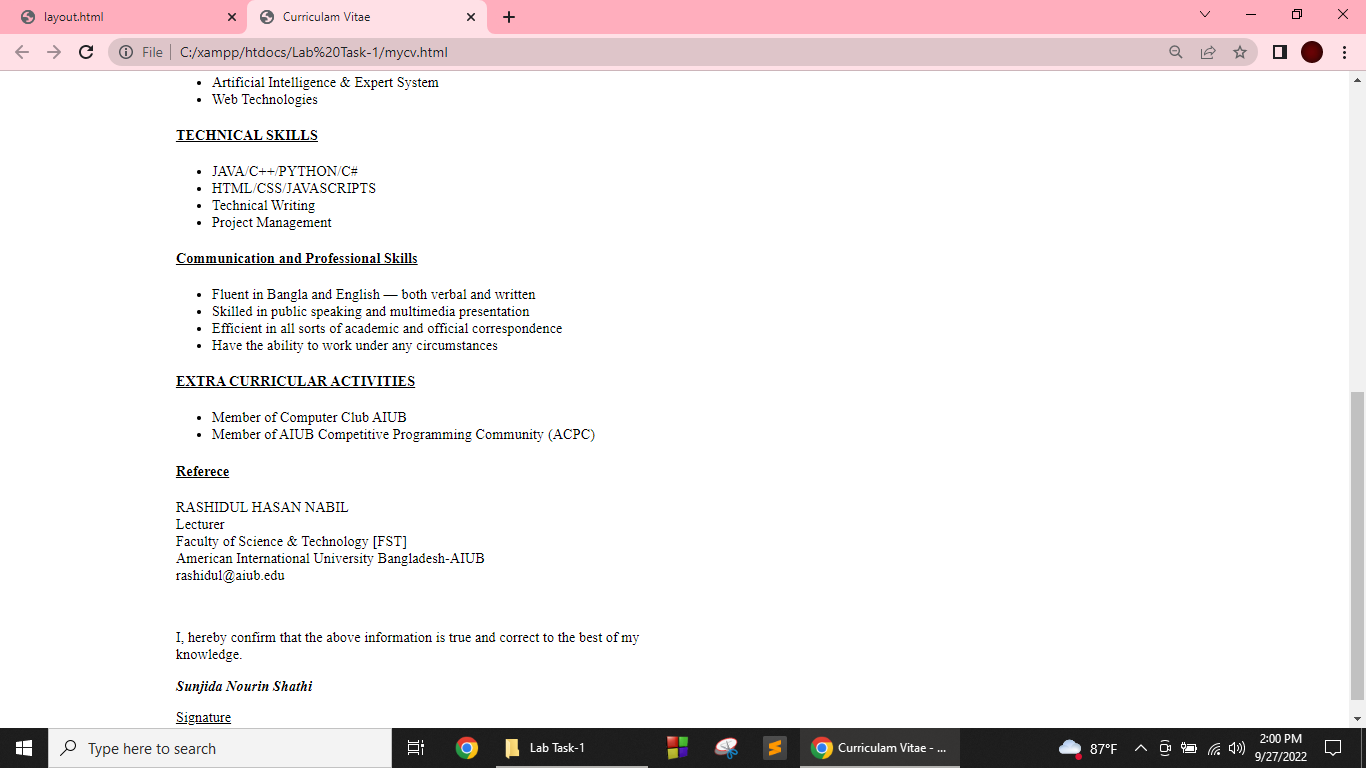 layout.html
Curriculam Vitae
File
C:/xampp/htdocs/Lab%20Task-1/mycv.html
• Artificial Intelligence & Expert System
• Web Technologies
TECHNICAL SKILLS
• JAVA/C++/PYTHON/C#
• HTML/CSS/JAVASCRIPTS
• Technical Writing
• Project Management
Communication and Professional Skills
• Fluent in Bangla and English — both verbal and written
• Skilled in public speaking and multimedia presentation
• Efficient in all sorts of academic and official correspondence
• Have the ability to work under any circumstances
EXTRA CURRICULAR ACTIVITIES
• Member of Computer Club AIUB
• Member of AIUB Competitive Programming Community (ACPC)
Referece
RASHIDUL HASAN NABIL
Lecturer
Faculty of Science & Technology [FST]
American International University Bangladesh-AIUB
rashidul@aiub.edu
I, hereby confirm that the above information is true and correct to the best of my
knowledge.
Sunjida Nourin Shathi
Signature
Type here to search
Lab Task-1
Curriculam Vitae - ...
87°F
2:00 PM
9/27/2022